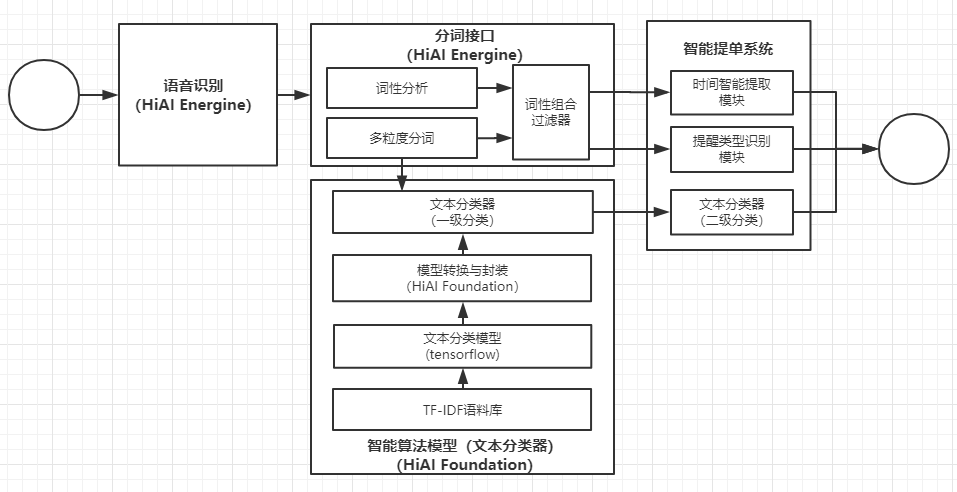 语音识别
（HiAI Energine）
分词接口
（HiAI Energine）
词性分析
多粒度分词
词性组合
过滤器
智能提单系统
时间智能提取
模块
提醒类型识别
模块
文本分类器
（二级分类）
文本分类器
（一级分类）
模型转换与封装
（HiAI Foundation）
文本分类模型
（tensorflow）
TF-IDF语料库
智能算法模型（文本分类器）
（HiAI Foundation）